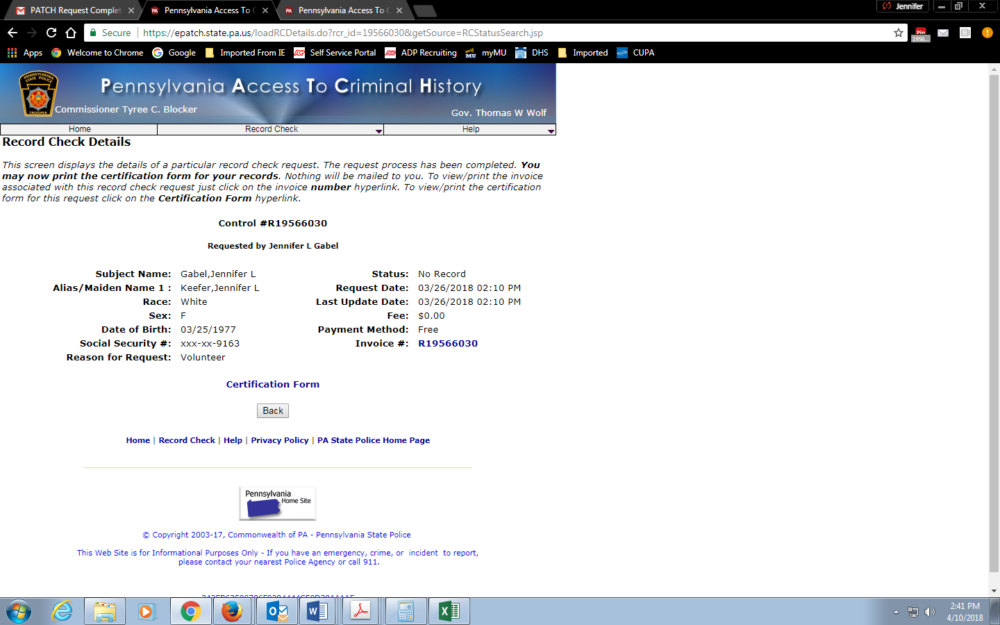 PATCH Request Complet
Pennsylvania Access To C
Pennsylvania Access To C
Jennifer
Secure
https://epatch.state.pa.us/loadRCDetails.do?rcr_id=19566030&getSource=RCStatusSearch.jsp
Apps
Welcome to Chrome
Google
Imported From IE
Self Service Portal
ADP Recruiting
myMU
DHS
Imported
CUPA
Pennsylvania Access To Criminal History
Commissioner Tyree C. Blocker
Gov. Thomas W Wolf
Home
Record Check
Help
Record Check Details
This screen displays the details of a particular record check request. The request process has been completed. You
may now print the certification form for your records. Nothing will be mailed to you. To view/print the invoice
associated with this record check request just click on the invoice number hyperlink. To view/print the certification
form for this request click on the Certification Form hyperlink.
Control #R19566030
Requested by Jennifer L Gabel
Subject Name: Gabel,Jennifer L
Status: No Record
Alias/Maiden Name 1 : Keefer,Jennifer L
Request Date: 03/26/2018 02:10 PM
Race: White
Last Update Date: 03/26/2018 02:10 PM
Sex: F
Fee: $0.00
Date of Birth: 03/25/1977
Payment Method: Free
Social Security #: xxx-xx-9163
Invoice #: R19566030
Reason for Request: Volunteer
Certification Form
Back
Home | Record Check | Help | Privacy Policy | PA State Police Home Page
Pennsylvania
Home Site
© Copyright 2003-17, Commonwealth of PA - Pennsylvania State Police
This Web Site is for Informational Purposes Only - If you have an emergency, crime, or incident to report,
please contact your nearest Police Agency or call 911.
2:41 PM
4/10/2018